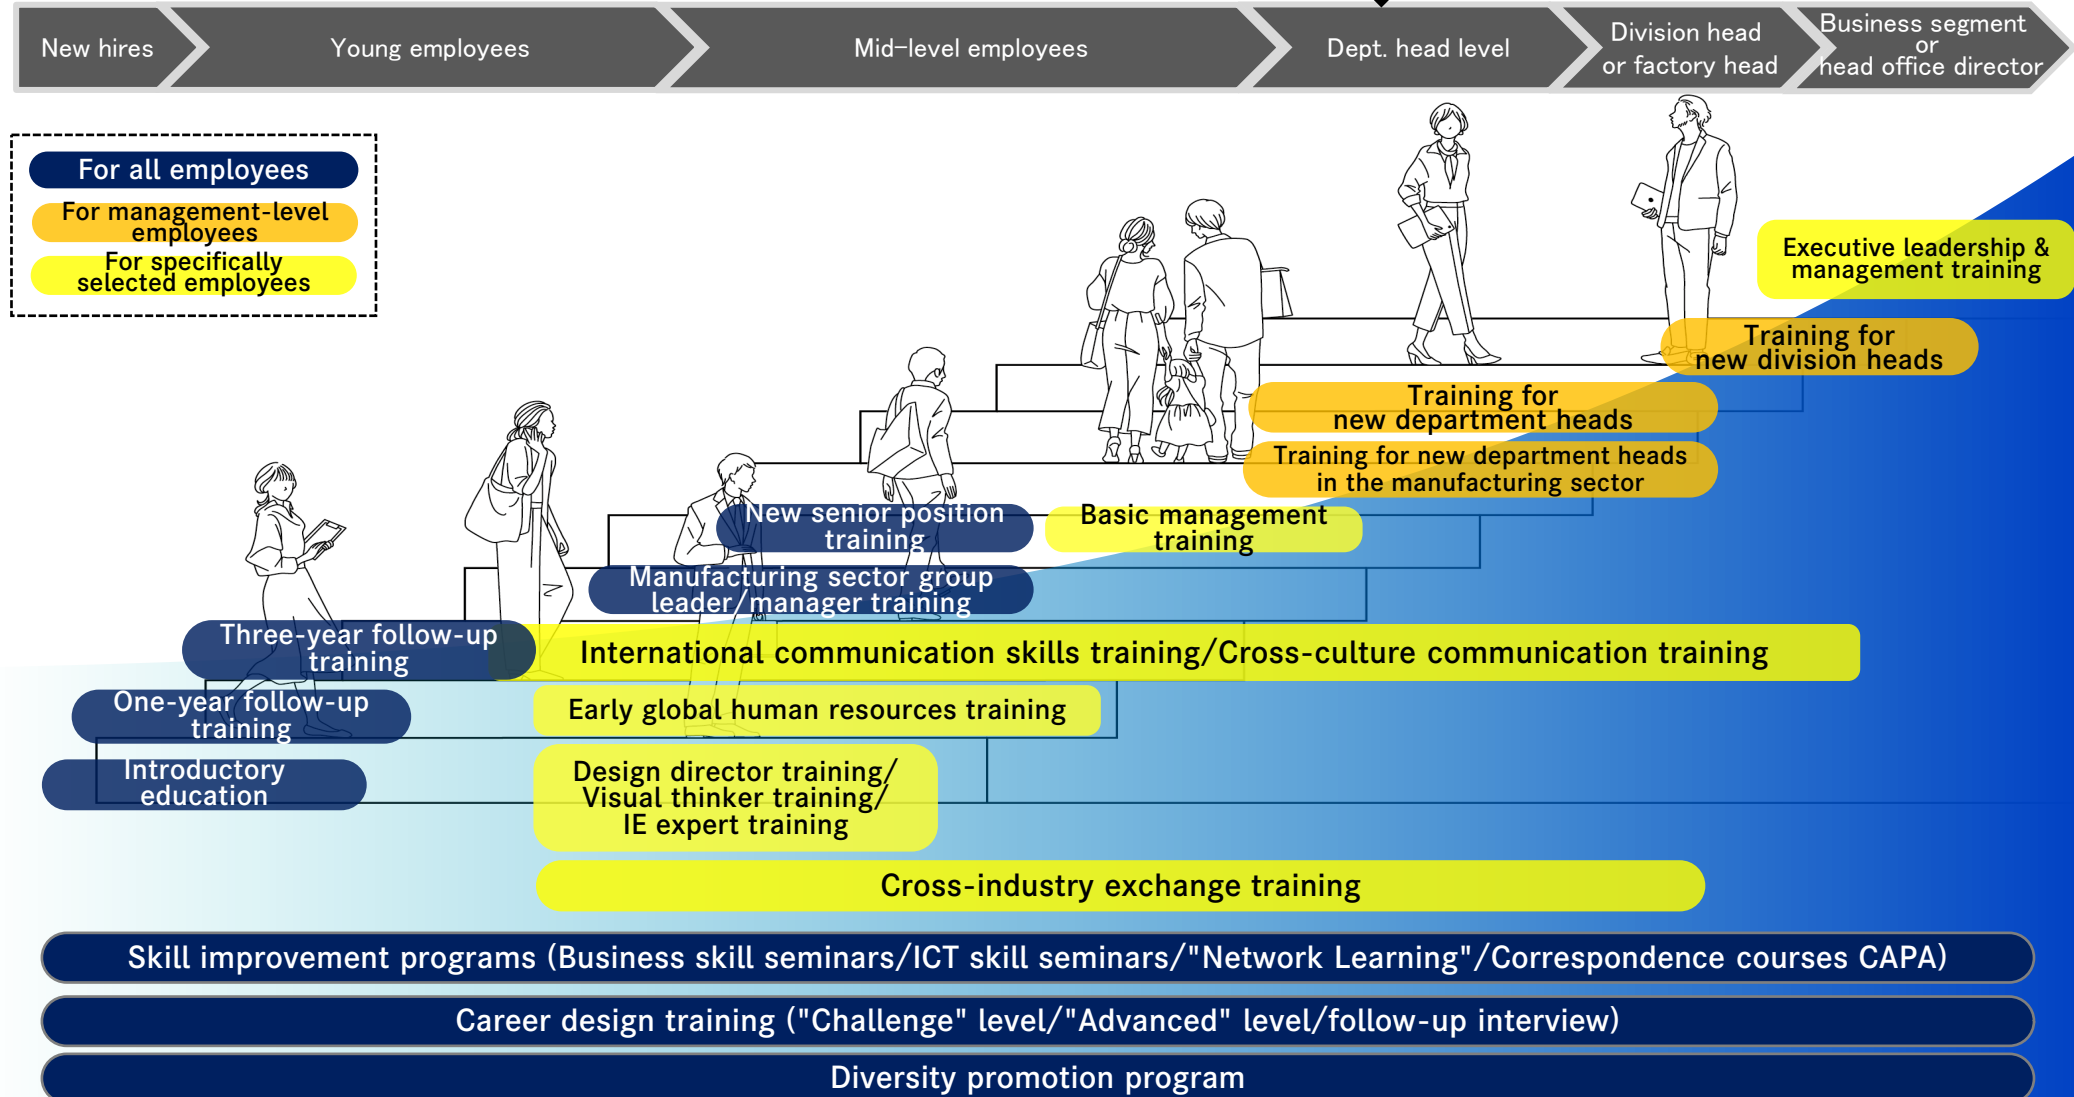 New hires
Young employees
Mid-level employees
Dept. head level
Division head
or factory head
Business segment
or
head office director
For all employees
For management-level
employees
For specifically
selected employees
Executive leadership &
management training
Training for
new division heads
Training for
new department heads
Training for new department heads
in the manufacturing sector
New senior position
training
Basic management
training
Manufacturing sector group
leader/manager training
Three-year follow-up
training
International communication skills training/Cross-culture communication training
One-year follow-up
training
Early global human resources training
Introductory
education
Design director training/
Visual thinker training/
IE expert training
Cross-industry exchange training
Skill improvement programs (Business skill seminars/ICT skill seminars/"Network Learning"/Correspondence courses CAPA)
Career design training ("Challenge" level/"Advanced" level/follow-up interview)
Diversity promotion program